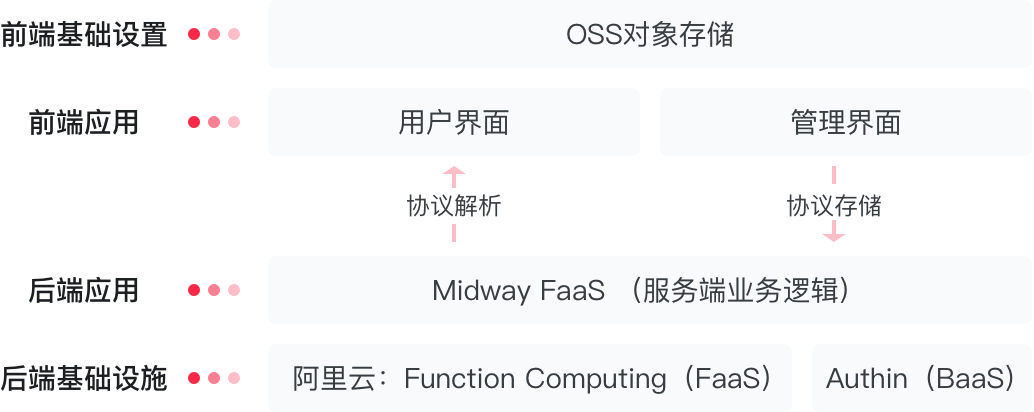 前端基础设置
OSS对象存储
前端应用
用户界面
管理界面
协议解析
协议存储
后端应用
Midway FaaS （服务端业务逻辑）
后端基础设施
阿里云：Function Computing（FaaS）
Authin（BaaS）